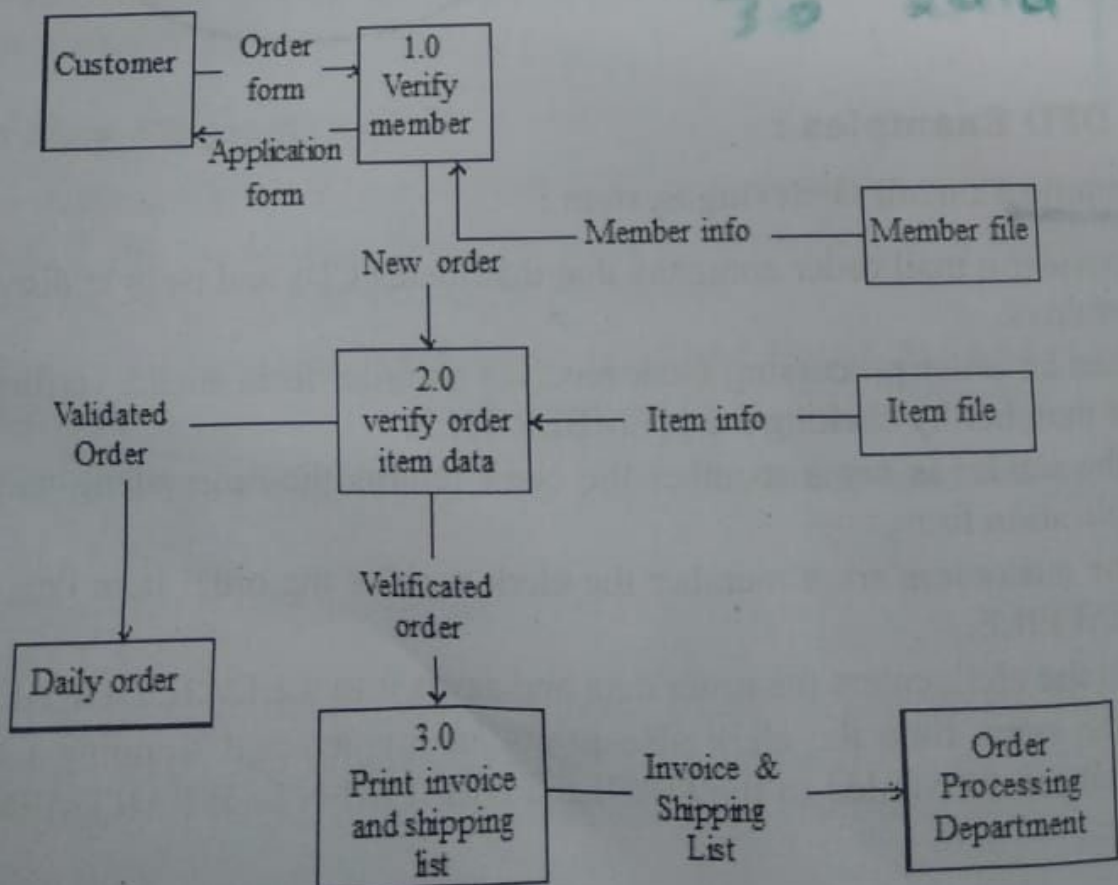 3.0
Customer
Order
form
Application
form
1.0
Verify
member
Member info
Member file
New order
2.0
verify order
item data
Item info
Item file
Validated
Order
Velificated
order
Daily order
3.0
Print invoice
and shipping
list
Invoice &
Shipping
List
Order
Processing
Department